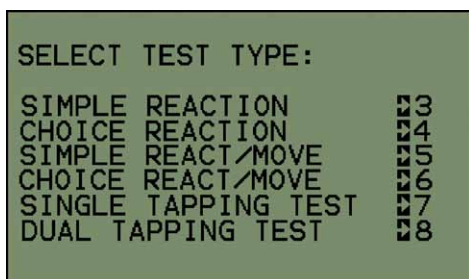 SELECT TEST TYPE:
SIMPLE REACTION 3
CHOICE REACTION 4
SIMPLE REACT/MOVE 5
CHOICE REACT/MOVE 6
SINGLE TAPPING TEST 7
DUAL TAPPING TEST 8